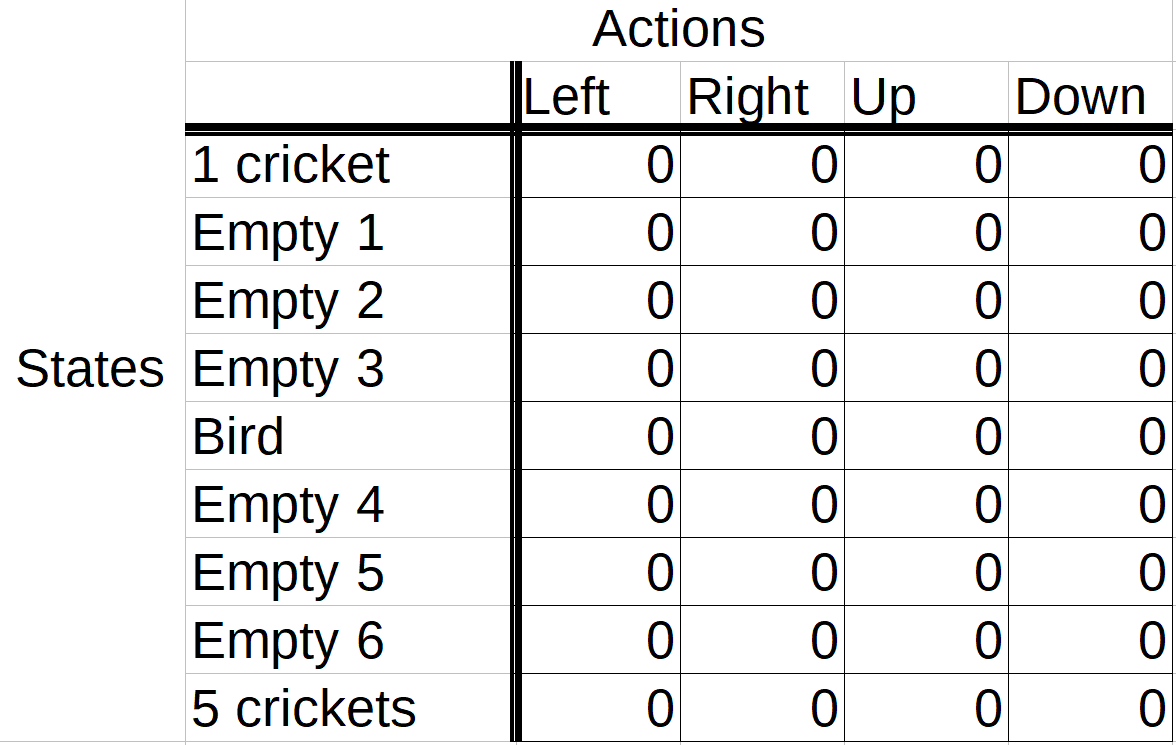 Actions
Left Right Up Down
1 cricket 0 0 0 0
Empty 1 0 0 0 0
Empty 2 0 0 0 0
States Empty 3 0 0 0 0
Bird 0 0 0 0
Empty 4 0 0 0 0
Empty 5 0 0 0 0
Empty 6 0 0 0 0
5 crickets 0 0 0 0